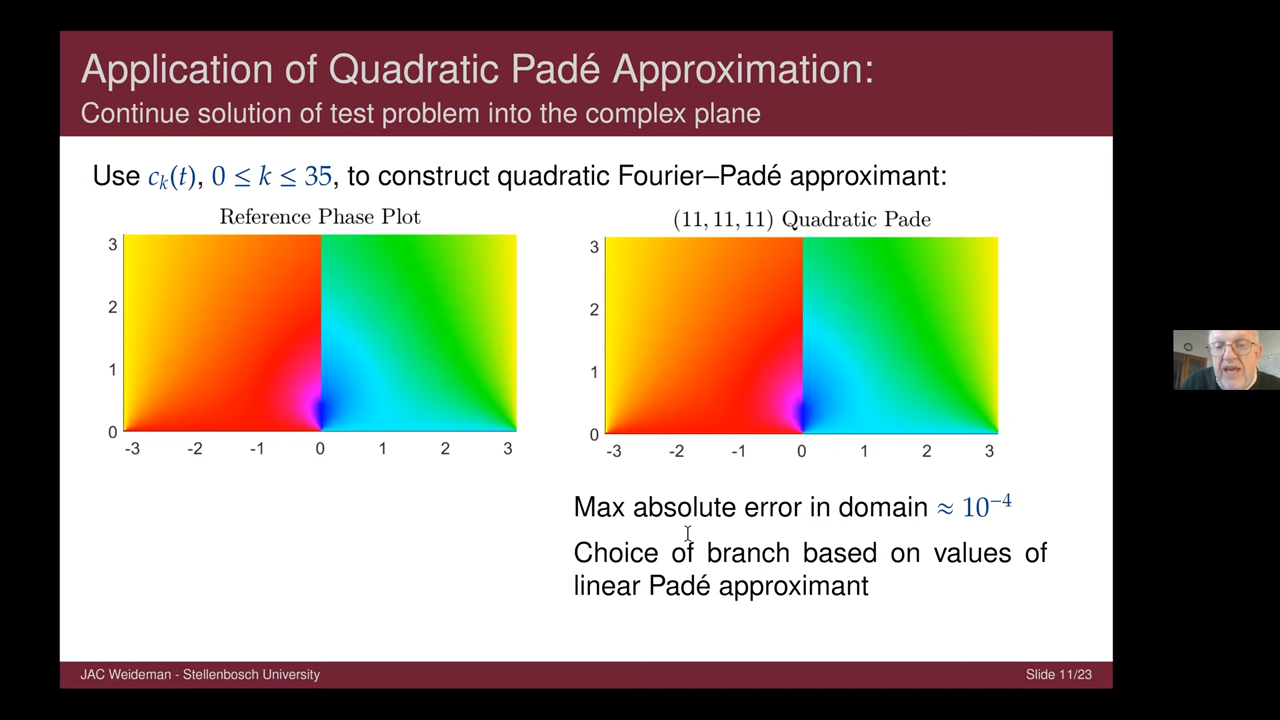 Application of Quadratic Padé Approximation:
Continue solution of test problem into the complex plane
Use cₖ(t), 0 ≤ k ≤ 35, to construct quadratic Fourier–Padé approximant:
Reference Phase Plot
3
2
1
0
-3 -2 -1 0 1 2 3
(11, 11, 11) Quadratic Pade
3
2
1
0
-3 -2 -1 0 1 2 3
Max absolute error in domain ≈ 10⁻⁴
Choice of branch based on values of
linear Padé approximant
JAC Weideman - Stellenbosch University
Slide 11/23